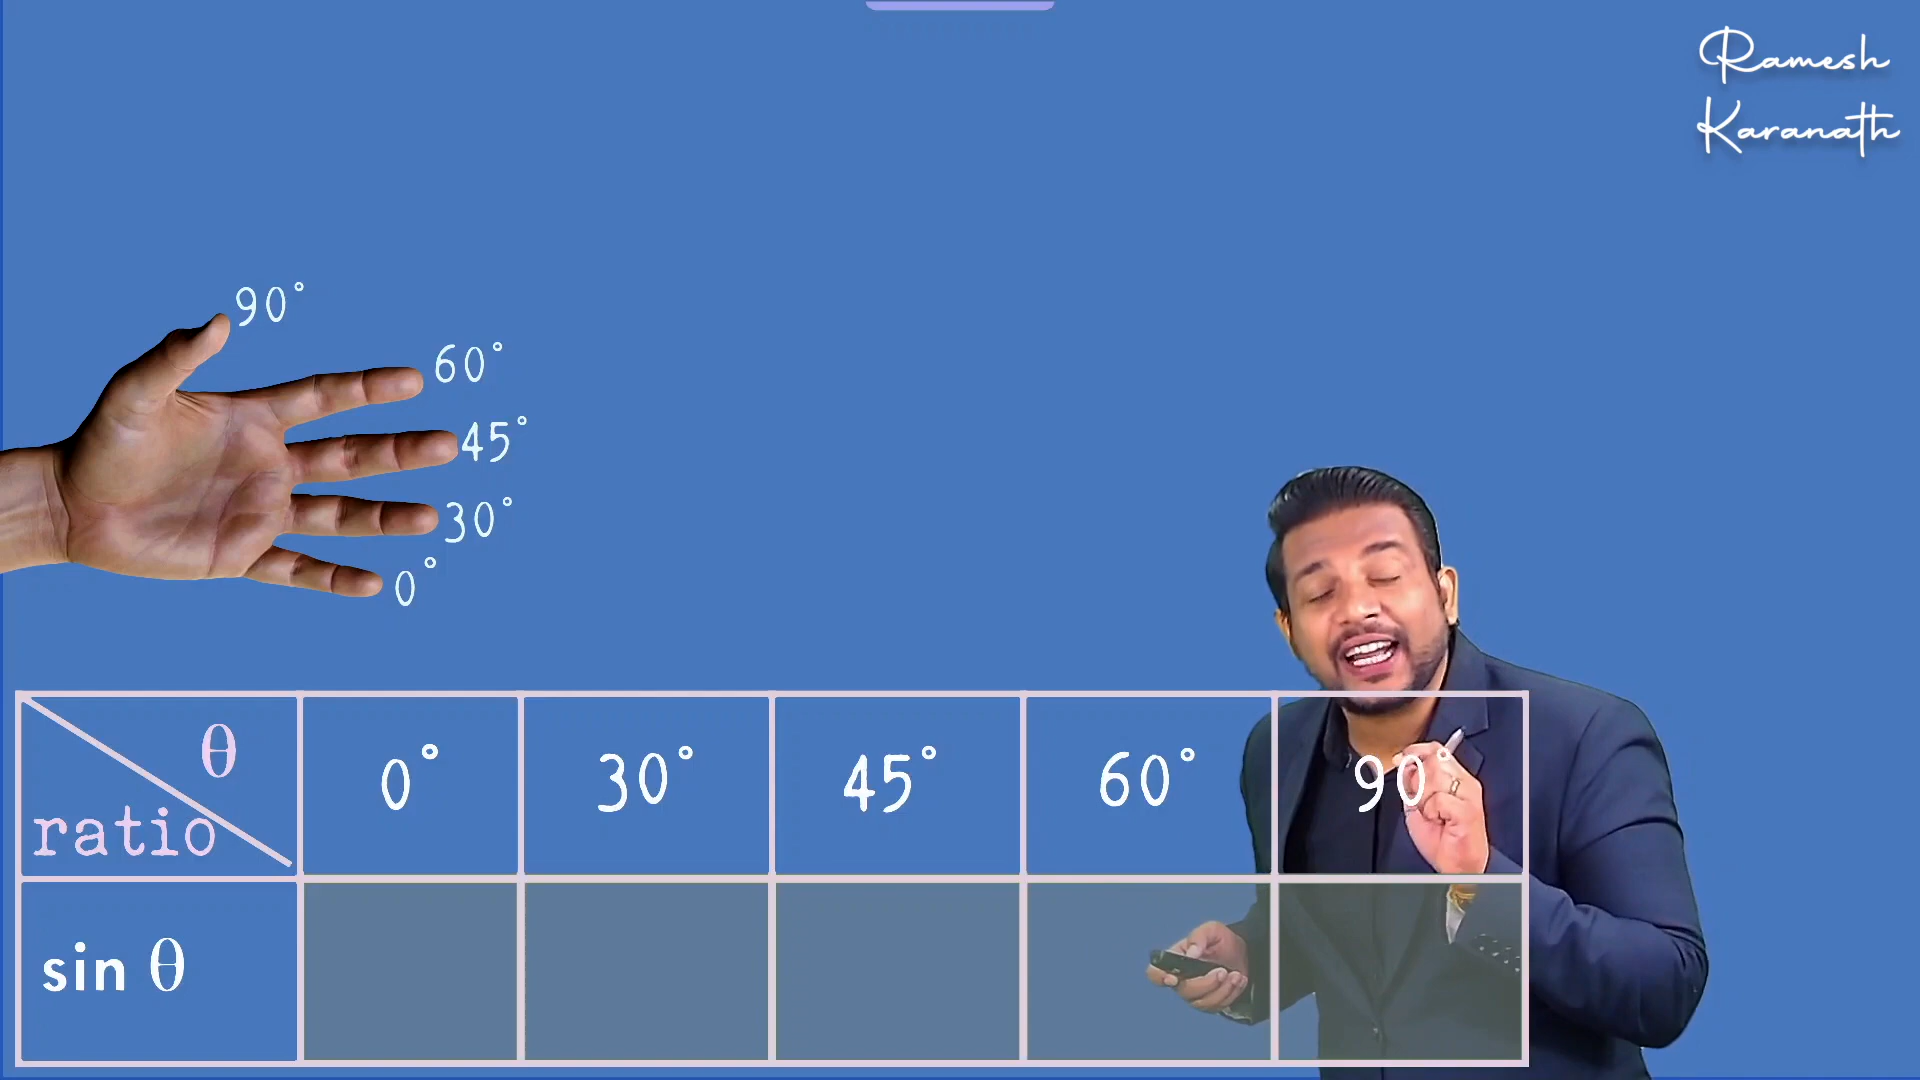 Ramesh
Karanath
90°
60°
45°
30°
0°
θ
ratio
0° 30° 45° 60° 90°
sin θ